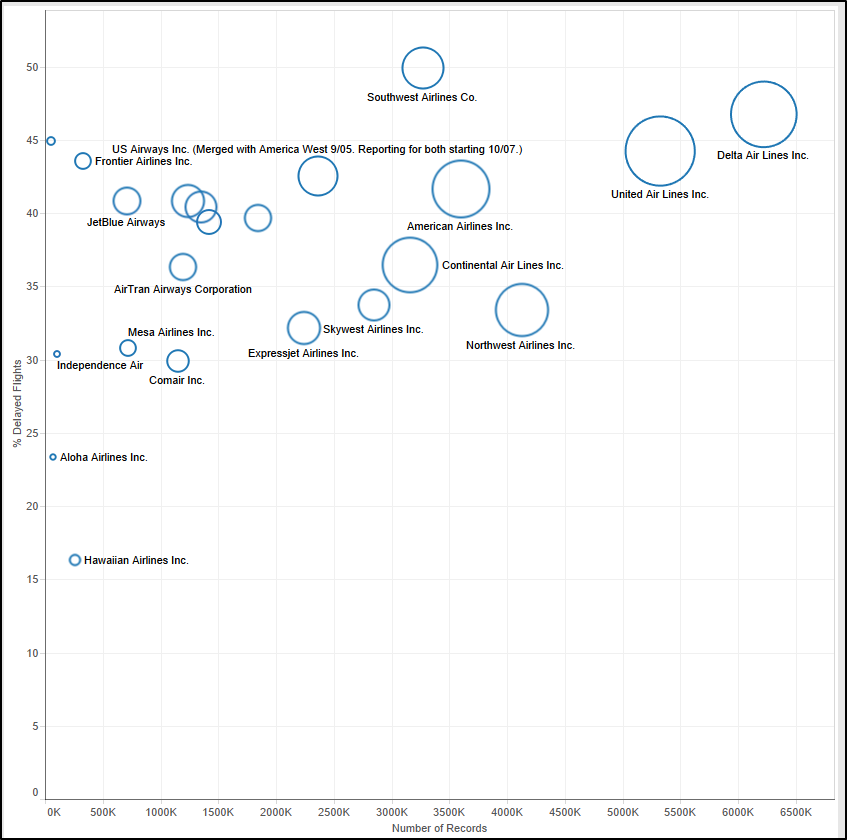 50
Southwest Airlines Co.
45
US Airways Inc. (Merged with America West 9/05. Reporting for both starting 10/07.)
Delta Air Lines Inc.
Frontier Airlines Inc.
United Air Lines Inc.
40
JetBlue Airways
American Airlines Inc.
Continental Air Lines Inc.
35
AirTran Airways Corporation
Skywest Airlines Inc.
Mesa Airlines Inc.
Northwest Airlines Inc.
Expressjet Airlines Inc.
30
Independence Air
Comair Inc.
% Delayed Flights
25
Aloha Airlines Inc.
20
Hawaiian Airlines Inc.
15
10
5
0
0K 500K 1000K 1500K 2000K 2500K 3000K 3500K 4000K 4500K 5000K 5500K 6000K 6500K
Number of Records